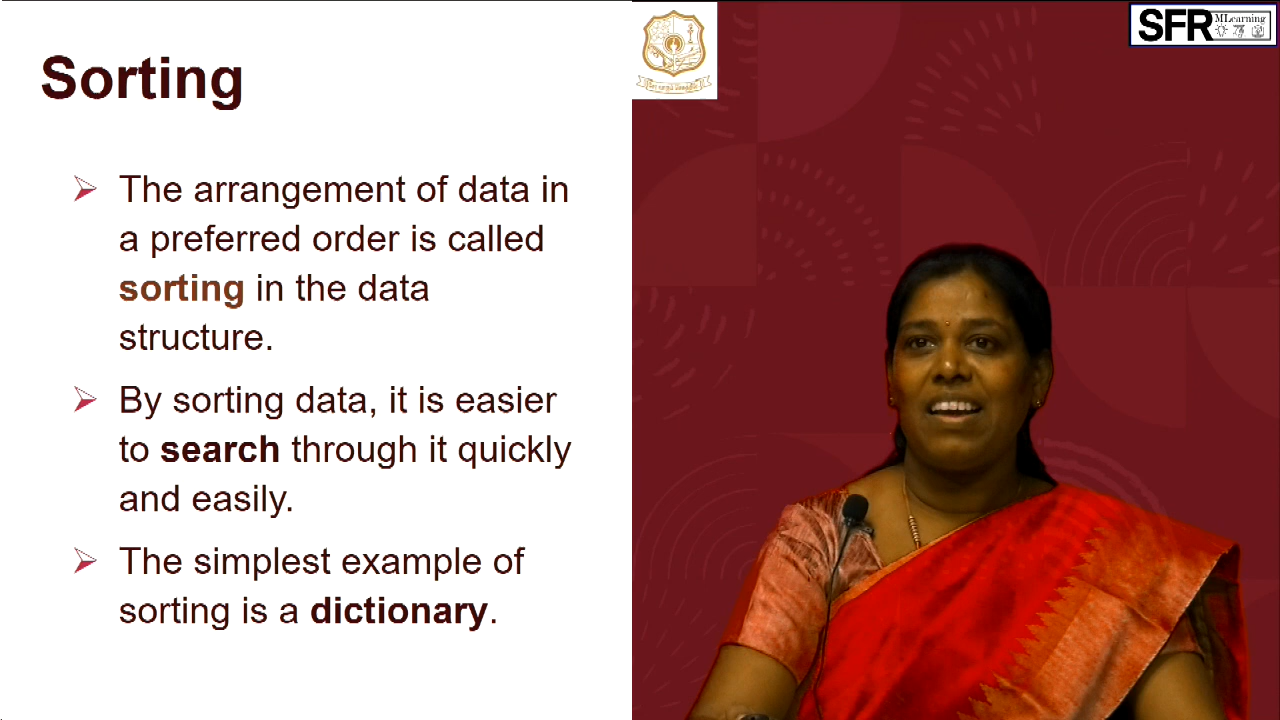 Sorting
The arrangement of data in
a preferred order is called
sorting in the data
structure.
By sorting data, it is easier
to search through it quickly
and easily.
The simplest example of
sorting is a dictionary.
SFR MLearning